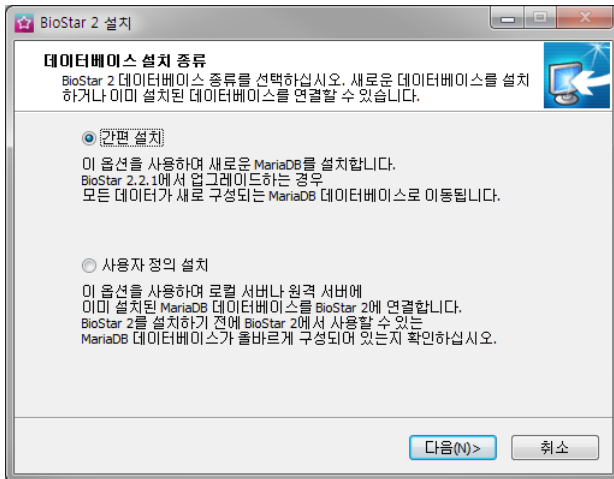 BioStar 2 설치
데이터베이스 설치 종류
BioStar 2 데이터베이스 종류를 선택하십시오. 새로운 데이터베이스를 설치
하거나 이미 설치된 데이터베이스를 연결할 수 있습니다.
간편 설치
이 옵션을 사용하여 새로운 MariaDB를 설치합니다.
BioStar 2.2.1에서 업그레이드하는 경우
모든 데이터가 새로 구성되는 MariaDB 데이터베이스로 이동됩니다.
사용자 정의 설치
이 옵션을 사용하여 로컬 서버나 원격 서버에
이미 설치된 MariaDB 데이터베이스를 BioStar 2에 연결합니다.
BioStar 2를 설치하기 전에 BioStar 2에서 사용할 수 있는
MariaDB 데이터베이스가 올바르게 구성되어 있는지 확인하십시오.
다음(N)>
취소